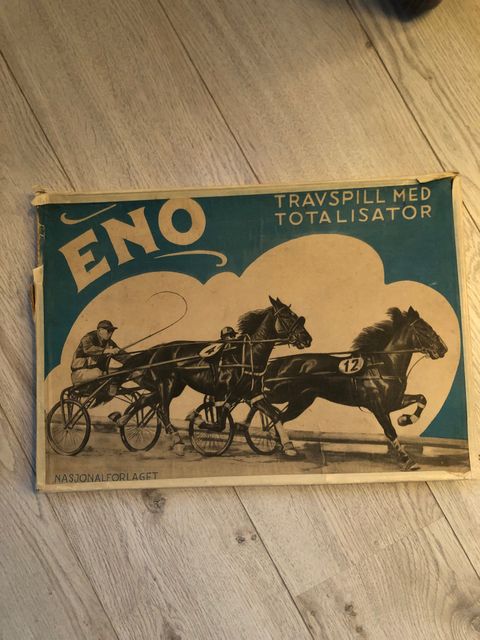 ENO
TRAVSPILL MED
TOTALISATOR
4
12
NASJONALFORLAGET